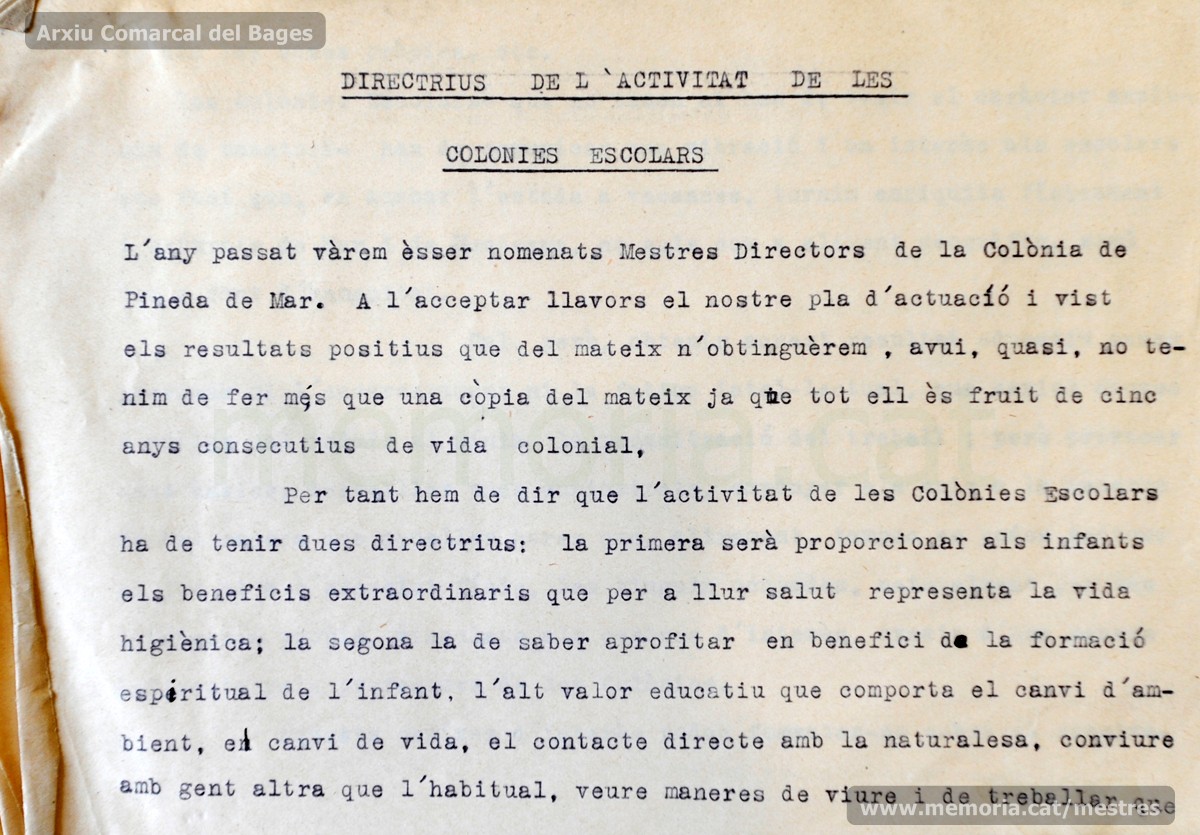 Arxiu Comarcal del Bages
DIRECTRIUS DE L`ACTIVITAT DE LES
COLONIES ESCOLARS
L'any passat vàrem èsser nomenats Mestres Directors de la Colònia de
Pineda de Mar. A l'acceptar llavors el nostre pla d'actuació i vist
els resultats positius que del mateix n'obtinguèrem , avui, quasi, no te-
nim de fer més que una còpia del mateix ja que tot ell ès fruit de cinc
anys consecutius de vida colonial,
Per tant hem de dir que l'activitat de les Colònies Escolars
ha de tenir dues directrius: la primera serà proporcionar als infants
els beneficis extraordinaris que per a llur salut representa la vida
higiènica; la segona la de saber aprofitar en benefici de la formació
espiritual de l'infant, l'alt valor educatiu que comporta el canvi d'am-
bient, el canvi de vida, el contacte directe amb la naturalesa, conviure
amb gent altra que l'habitual, veure maneres de viure i de treballar que
memoria.cat
www.memoria.cat/mestres